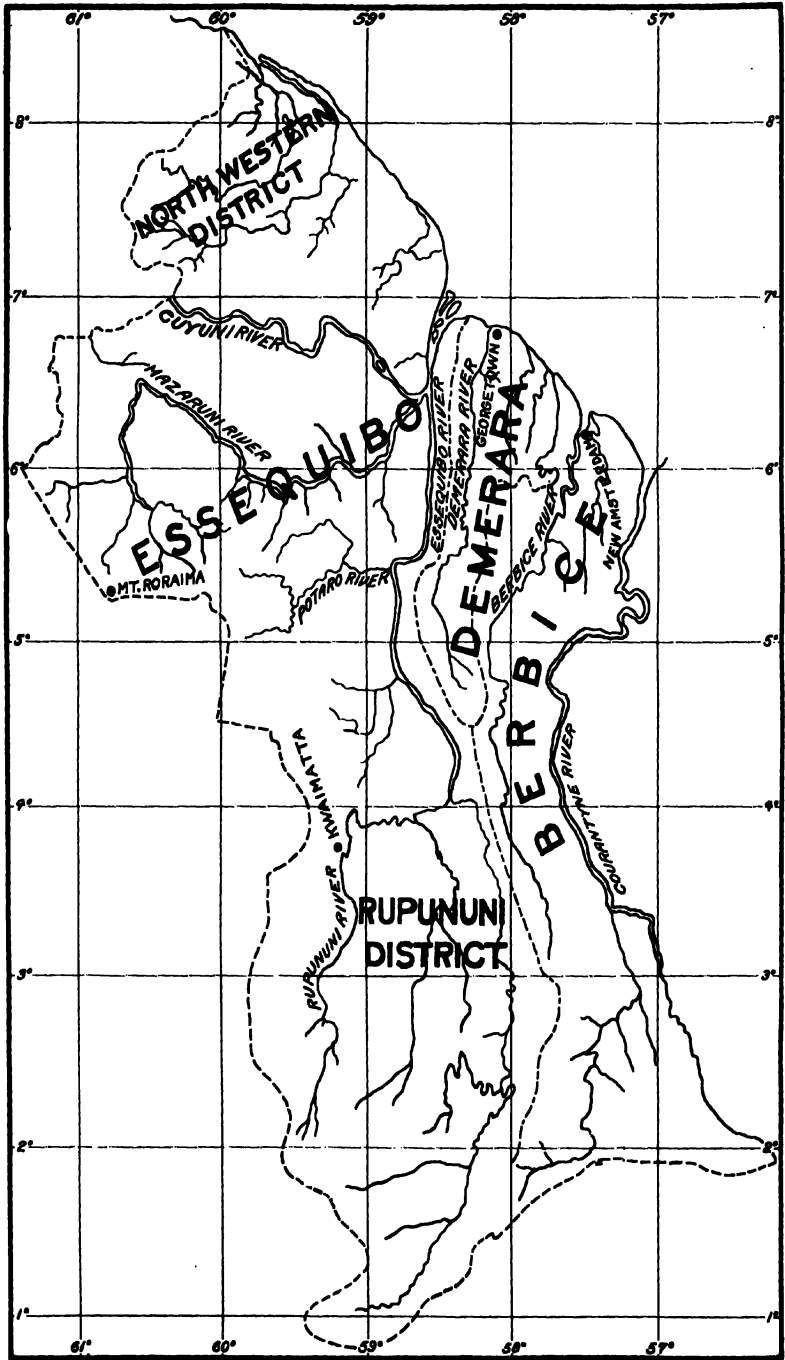 61° 60° 59° 58° 57°
8° 8°
NORTH WESTERN
DISTRICT
7° 7°
CUYUNI RIVER
MAZARUNI RIVER
ESSEQUIBO
ESSEQUIBO RIVER
DEMERARA RIVER
GEORGETOWN
DEMERARA
6° 6°
BEEBICE RIVER
NEW AMSTERDAM
BERBICE
MT. RORAIMA
POTARO RIVER
5° 5°
KWAIMATTA
COURANTYNE RIVER
4° 4°
RUPUNUNI RIVER
RUPUNUNI
DISTRICT
3° 3°
2° 2°
1° 1°
61° 60° 59° 58° 57°